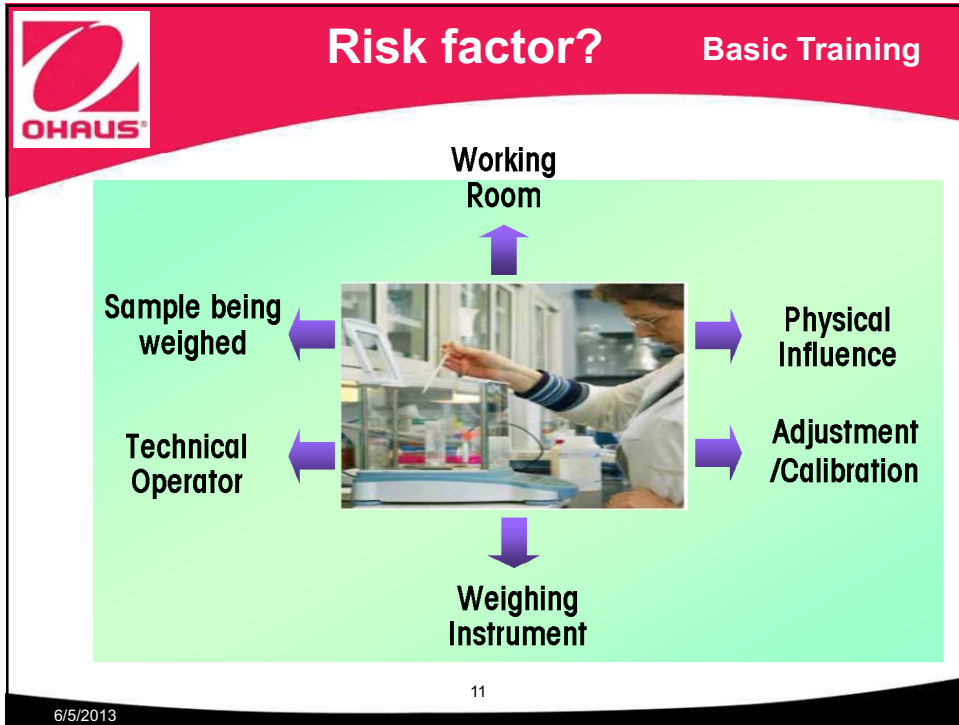 OHAUS®
Risk factor?
Basic Training
Working
Room
Sample being
weighed
Physical
Influence
Technical
Operator
Adjustment
/Calibration
Weighing
Instrument
11
6/5/2013